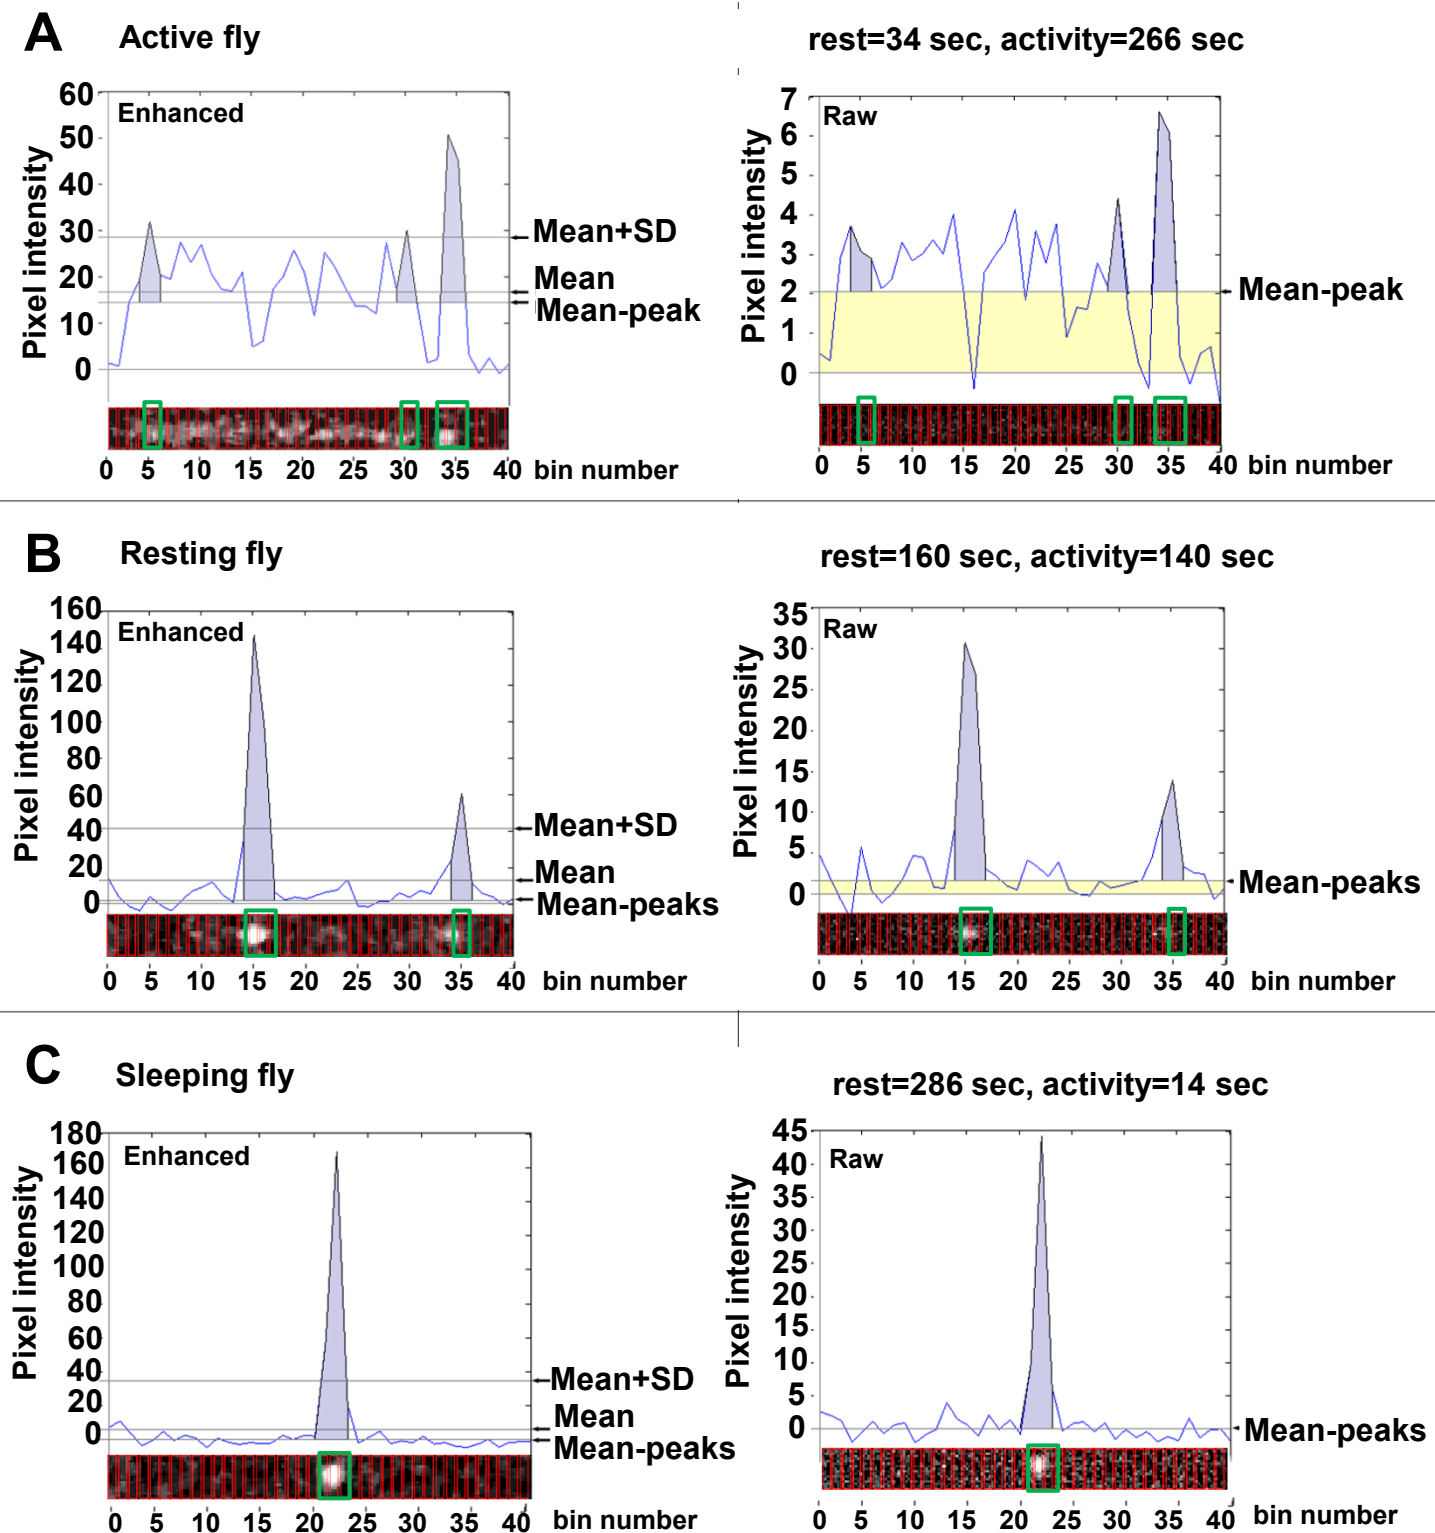 A
Active fly
rest=34 sec, activity=266 sec
Enhanced
Pixel intensity
60
50
40
30
20
10
0
Mean+SD
Mean
Mean-peak
0 5 10 15 20 25 30 35 40 bin number
Raw
Pixel intensity
7
6
5
4
3
2
1
0
Mean-peak
0 5 10 15 20 25 30 35 40 bin number
B
Resting fly
rest=160 sec, activity=140 sec
Enhanced
Pixel intensity
160
140
120
100
80
60
40
20
0
Mean+SD
Mean
Mean-peaks
0 5 10 15 20 25 30 35 40 bin number
Raw
Pixel intensity
35
30
25
20
15
10
5
0
Mean-peaks
0 5 10 15 20 25 30 35 40 bin number
C
Sleeping fly
rest=286 sec, activity=14 sec
Enhanced
Pixel intensity
180
160
140
120
100
80
60
40
20
0
Mean+SD
Mean
Mean-peaks
0 5 10 15 20 25 30 35 40 bin number
Raw
Pixel intensity
45
40
35
30
25
20
15
10
5
0
Mean-peaks
0 5 10 15 20 25 30 35 40 bin number